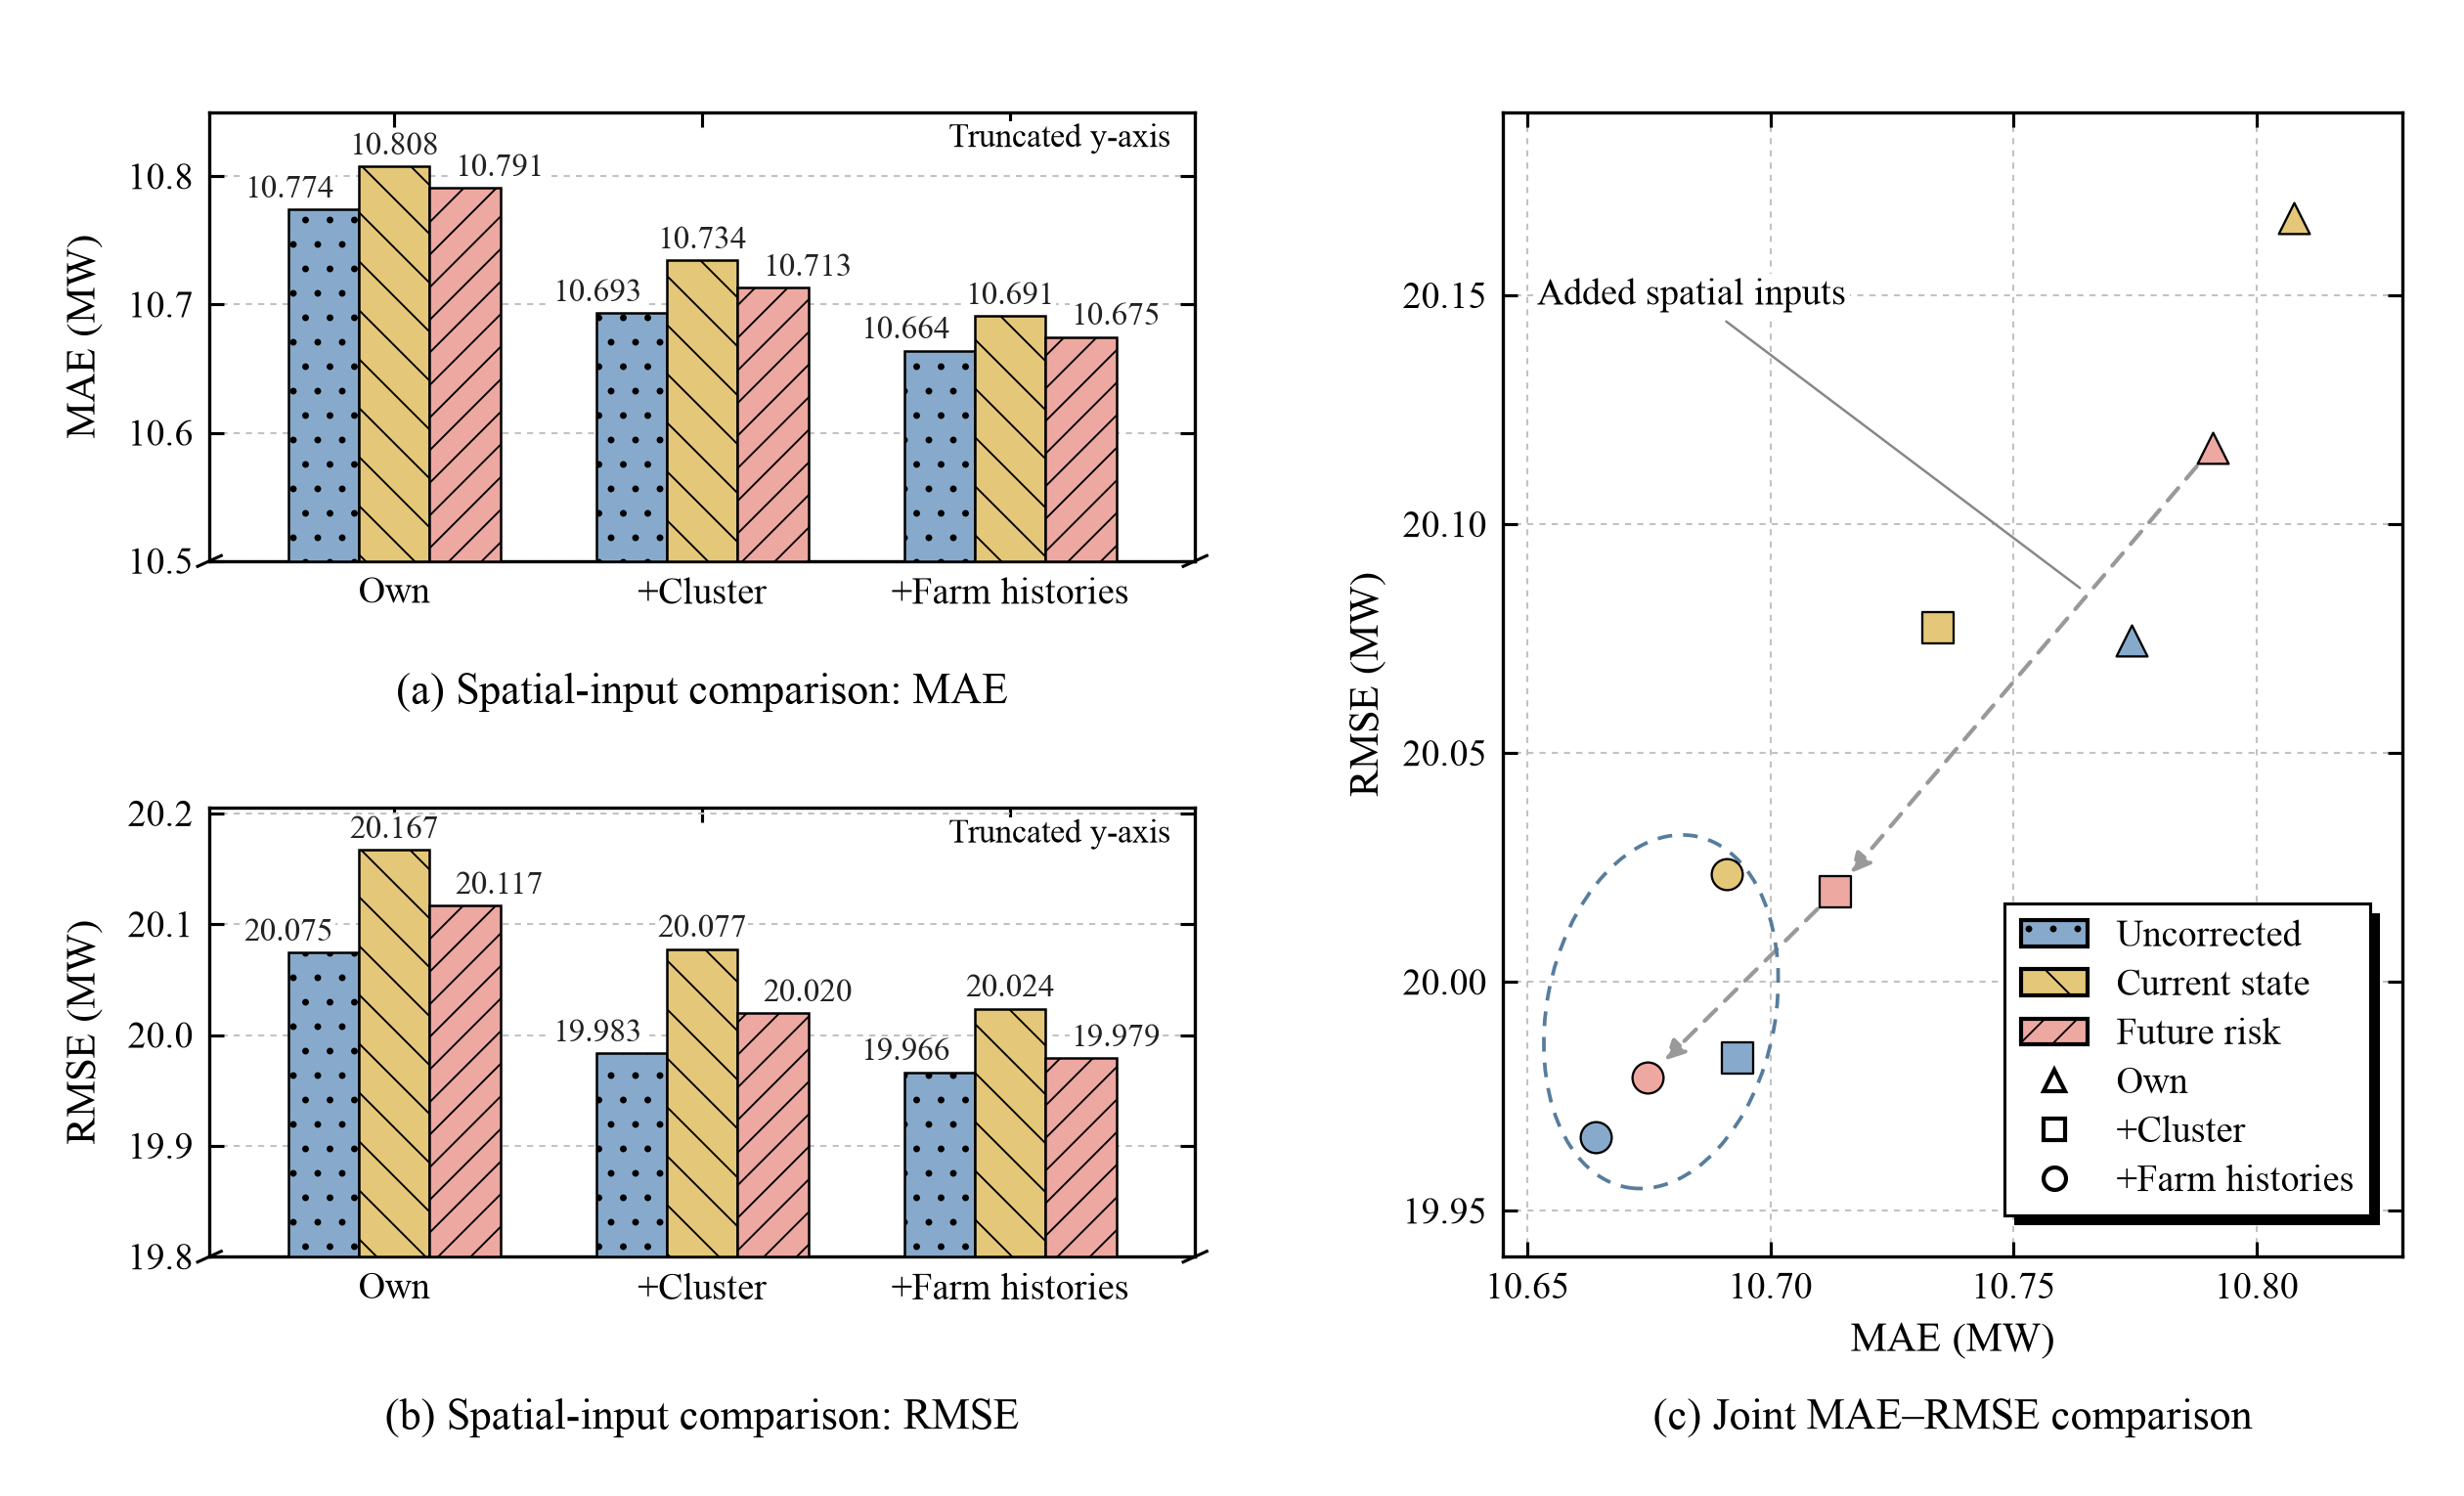 Truncated y-axis
10.808
10.791
10.774
10.734
10.713
10.693
10.691
10.675
10.664
10.8
10.7
10.6
10.5
MAE (MW)
Own
+Cluster
+Farm histories
(a) Spatial-input comparison: MAE
Truncated y-axis
20.167
20.117
20.075
20.077
20.020
19.983
20.024
19.979
19.966
20.2
20.1
20.0
19.9
19.8
RMSE (MW)
Own
+Cluster
+Farm histories
(b) Spatial-input comparison: RMSE
Added spatial inputs
20.15
20.10
20.05
20.00
19.95
RMSE (MW)
Uncorrected
Current state
Future risk
Own
+Cluster
+Farm histories
10.65
10.70
10.75
10.80
MAE (MW)
(c) Joint MAE–RMSE comparison